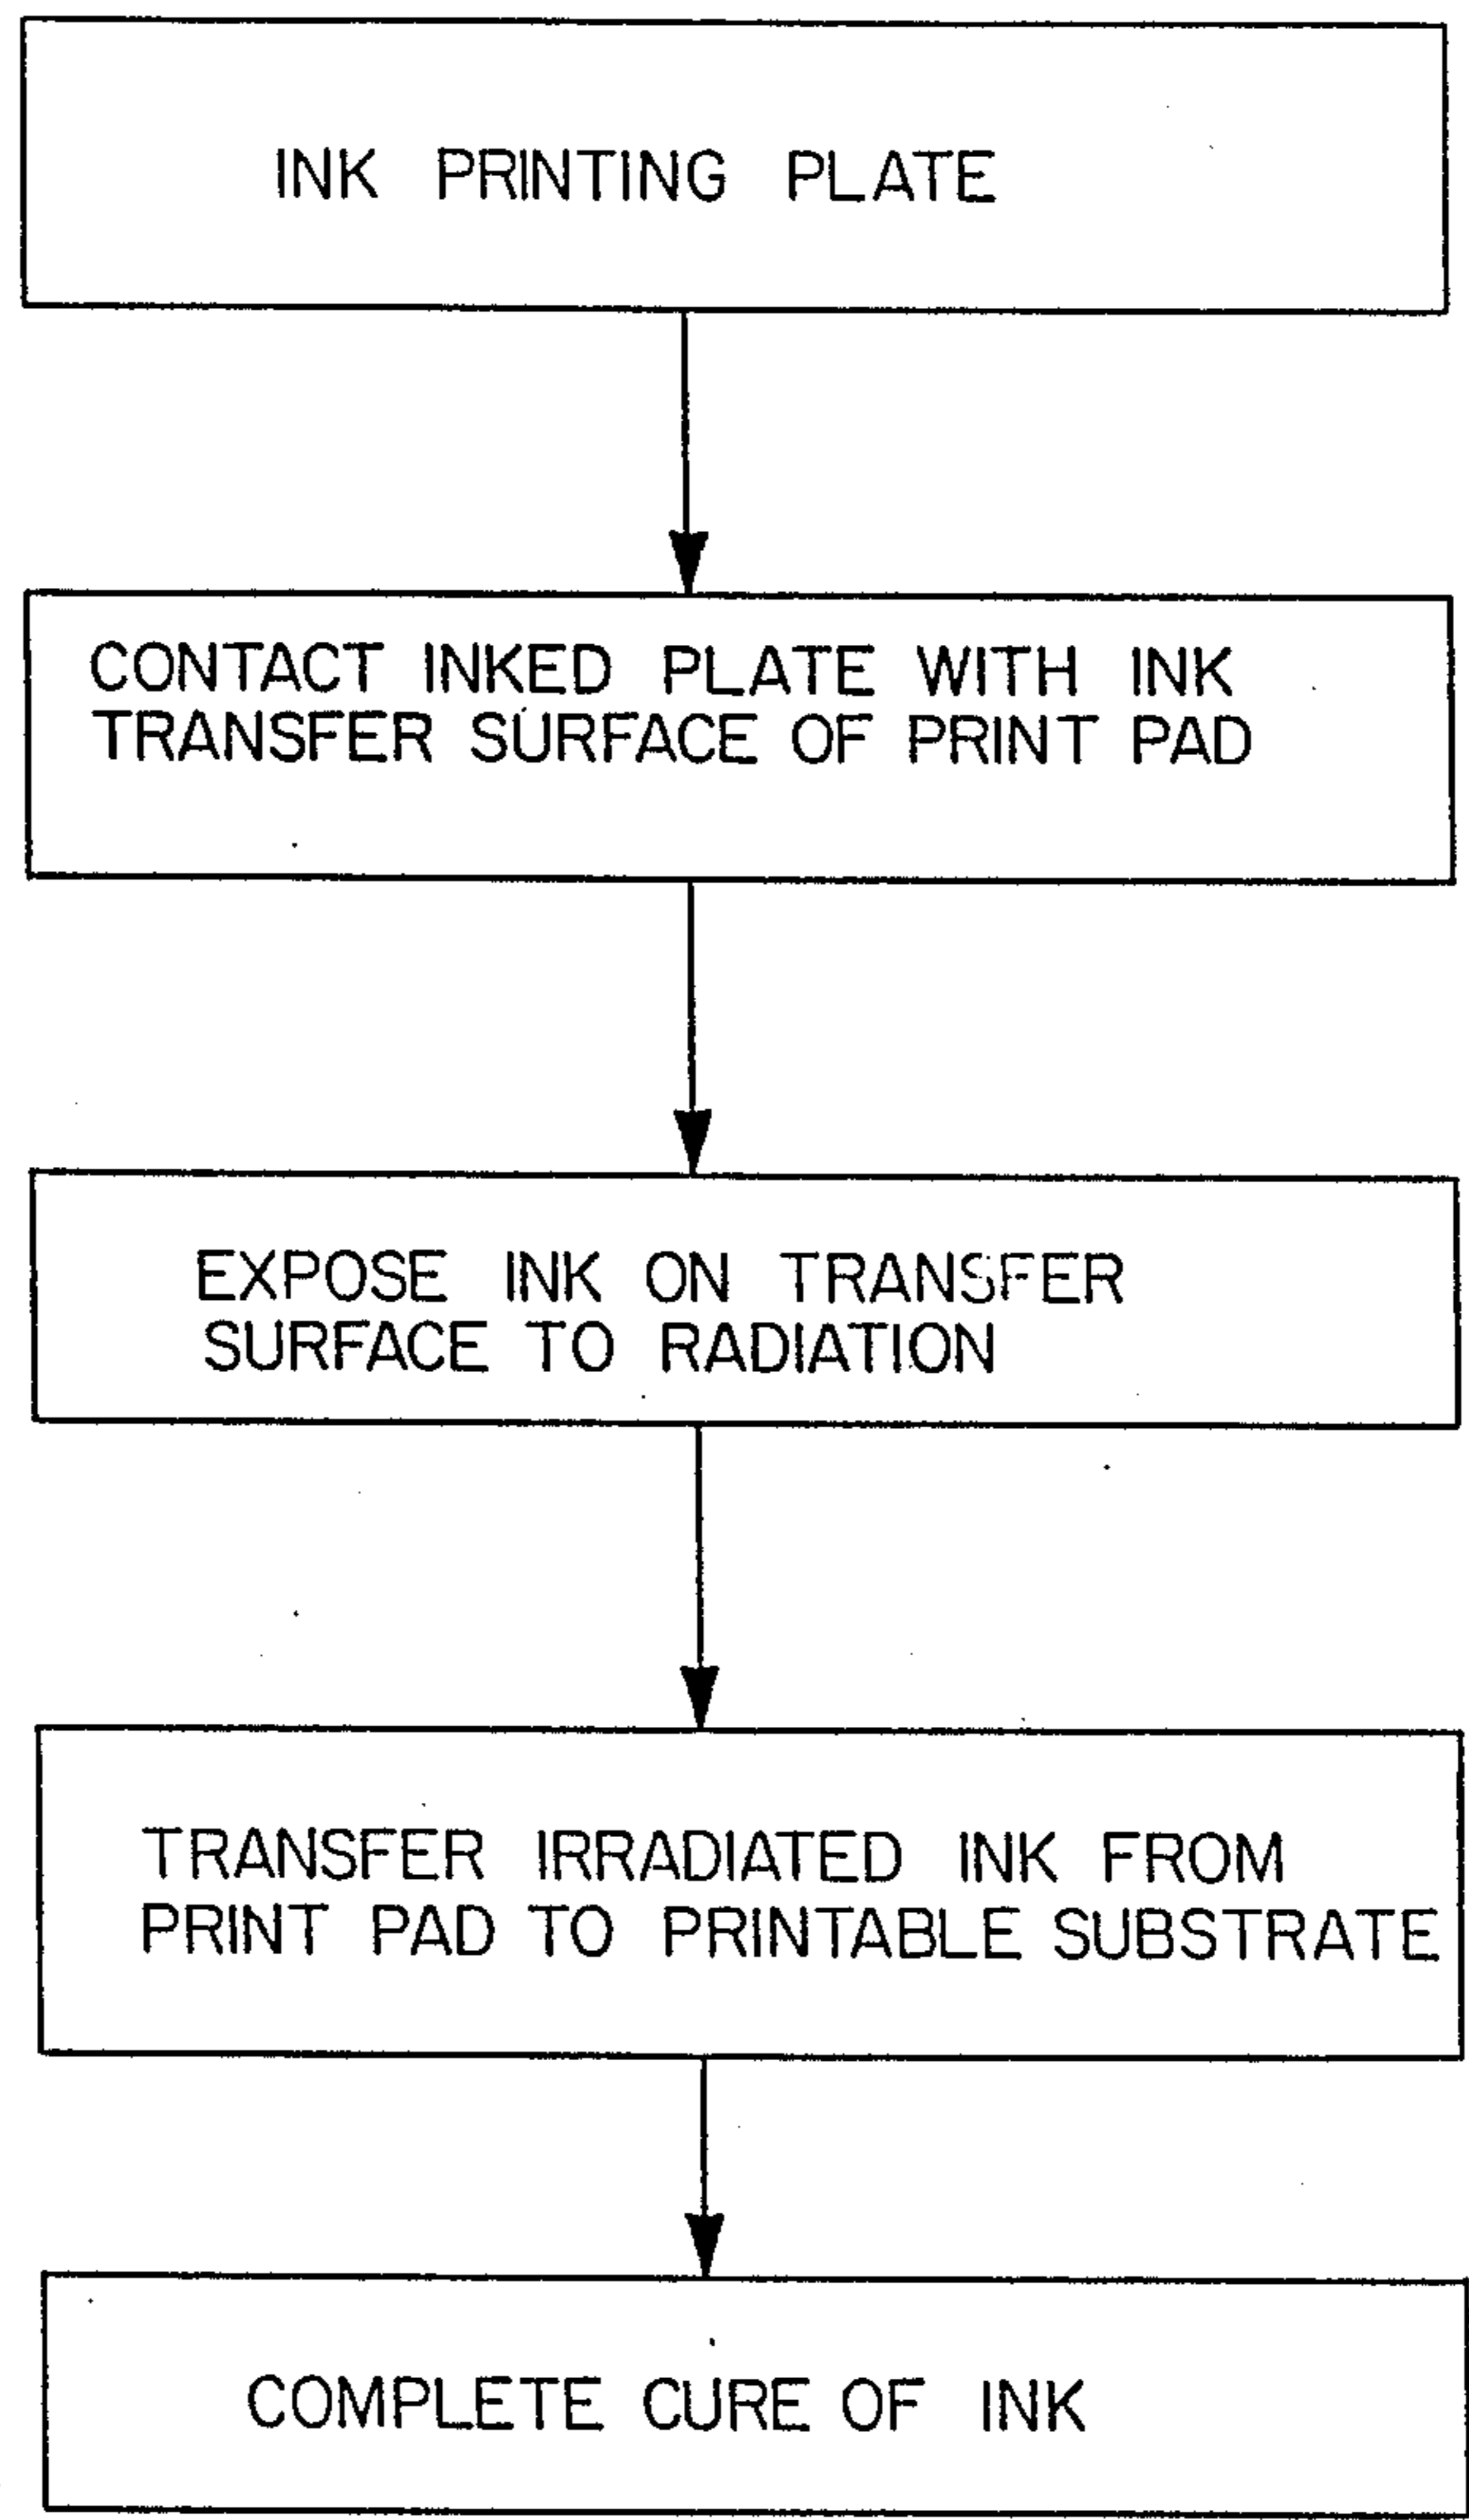 INK PRINTING PLATE
CONTACT INKED PLATE WITH INK
TRANSFER SURFACE OF PRINT PAD
EXPOSE INK ON TRANSFER
SURFACE TO RADIATION
TRANSFER IRRADIATED INK FROM
PRINT PAD TO PRINTABLE SUBSTRATE
COMPLETE CURE OF INK